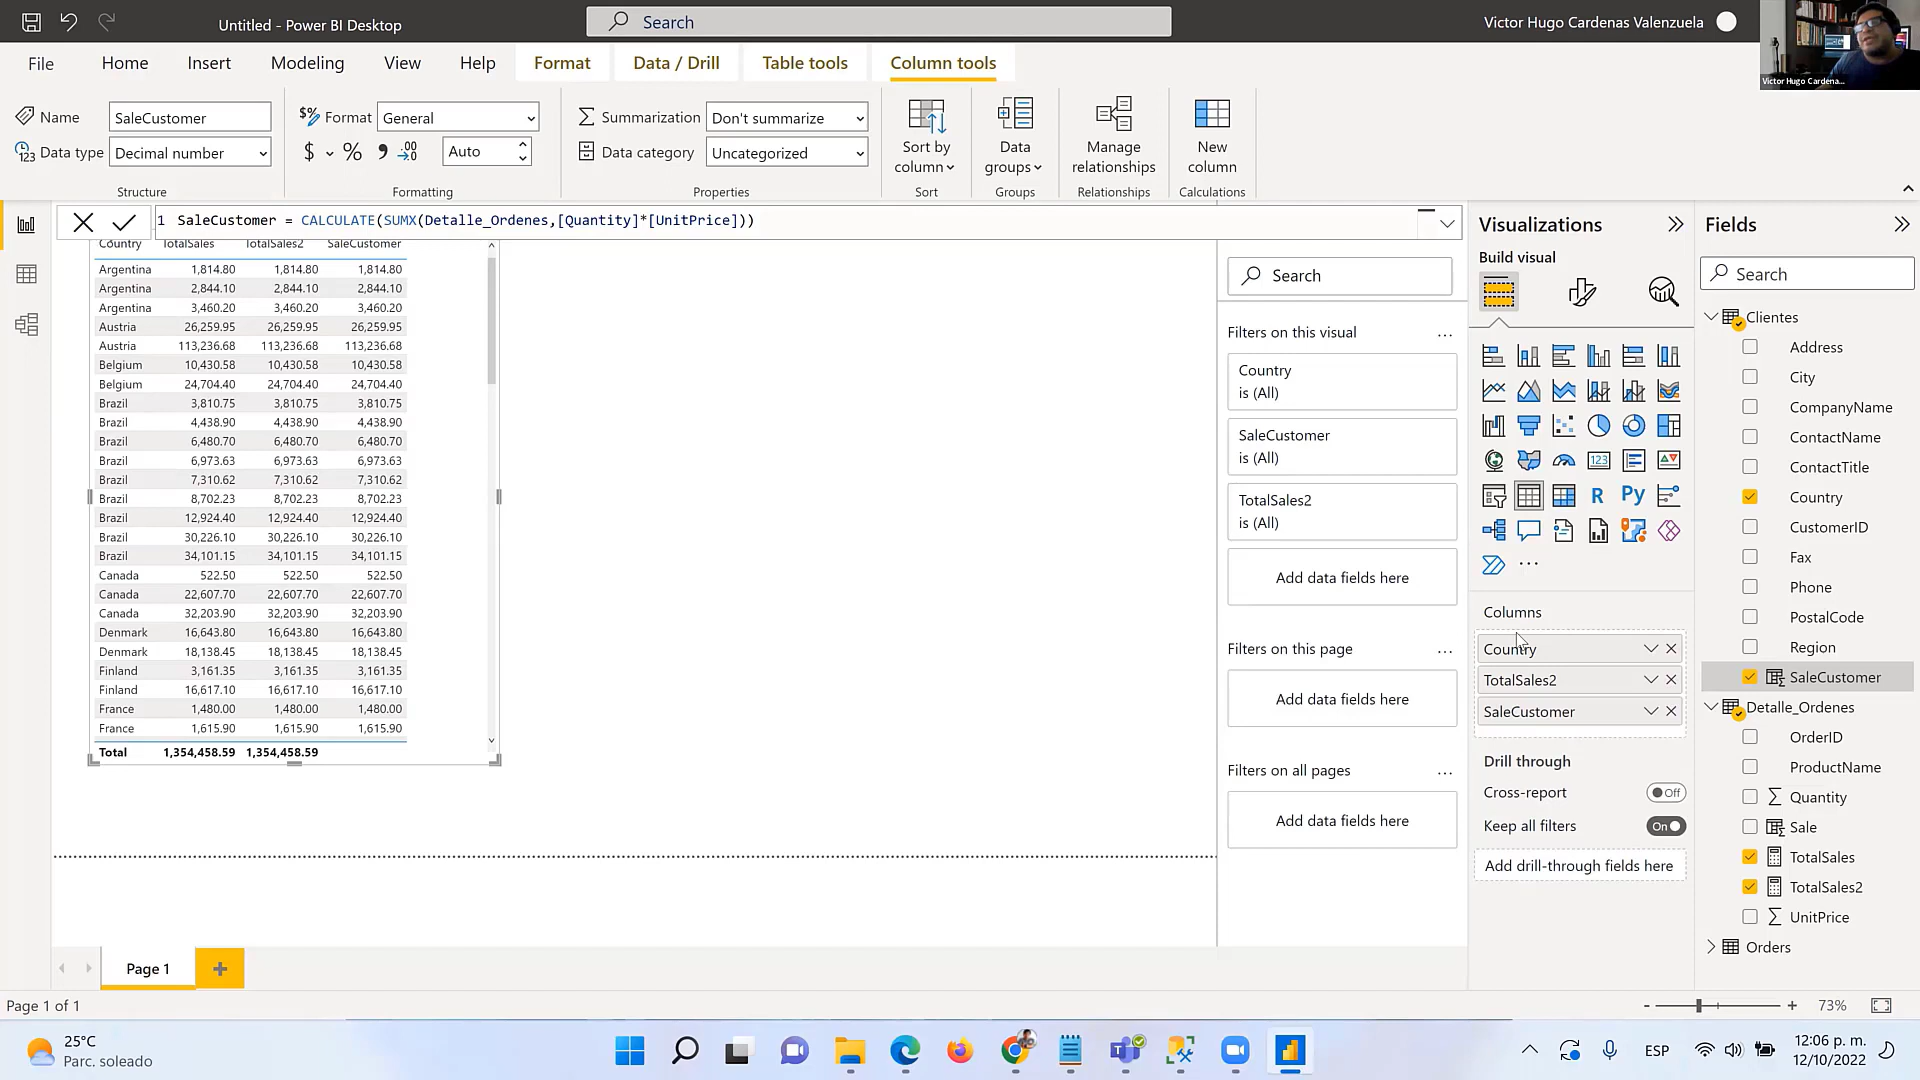 Untitled - Power BI Desktop
Search
Victor Hugo Cardenas Valenzuela
Victor Hugo Cardena...
File Home Insert Modeling View Help Format Data / Drill Table tools Column tools
Name SaleCustomer
Data type Decimal number
Structure
Format General
$ % Auto
Formatting
Summarization Don't summarize
Data category Uncategorized
Properties
Sort by column
Sort
Data groups
Groups
Manage relationships
Relationships
New column
Calculations
1 SaleCustomer = CALCULATE(SUMX(Detalle_Ordenes,[Quantity]*[UnitPrice]))
Country TotalSales TotalSales2 SaleCustomer
Argentina 1,814.80 1,814.80 1,814.80
Argentina 2,844.10 2,844.10 2,844.10
Argentina 3,460.20 3,460.20 3,460.20
Austria 26,259.95 26,259.95 26,259.95
Austria 113,236.68 113,236.68 113,236.68
Belgium 10,430.58 10,430.58 10,430.58
Belgium 24,704.40 24,704.40 24,704.40
Brazil 3,810.75 3,810.75 3,810.75
Brazil 4,438.90 4,438.90 4,438.90
Brazil 6,480.70 6,480.70 6,480.70
Brazil 6,973.63 6,973.63 6,973.63
Brazil 7,310.62 7,310.62 7,310.62
Brazil 8,702.23 8,702.23 8,702.23
Brazil 12,924.40 12,924.40 12,924.40
Brazil 30,226.10 30,226.10 30,226.10
Brazil 34,101.15 34,101.15 34,101.15
Canada 522.50 522.50 522.50
Canada 22,607.70 22,607.70 22,607.70
Canada 32,203.90 32,203.90 32,203.90
Denmark 16,643.80 16,643.80 16,643.80
Denmark 18,138.45 18,138.45 18,138.45
Finland 3,161.35 3,161.35 3,161.35
Finland 16,617.10 16,617.10 16,617.10
France 1,480.00 1,480.00 1,480.00
France 1,615.90 1,615.90 1,615.90
Total 1,354,458.59 1,354,458.59
Search
Filters on this visual ...
Country
is (All)
SaleCustomer
is (All)
TotalSales2
is (All)
Add data fields here
Filters on this page ...
Add data fields here
Filters on all pages ...
Add data fields here
Visualizations
Build visual
123
R
Py
...
Columns
Country
TotalSales2
SaleCustomer
Drill through
Cross-report Off
Keep all filters On
Add drill-through fields here
Fields
Search
Clientes
Address
City
CompanyName
ContactName
ContactTitle
Country
CustomerID
Fax
Phone
PostalCode
Region
SaleCustomer
Detalle_Ordenes
OrderID
ProductName
Quantity
Sale
TotalSales
TotalSales2
UnitPrice
Orders
Page 1
Page 1 of 1
73%
25°C
Parc. soleado
ESP
12:06 p. m.
12/10/2022